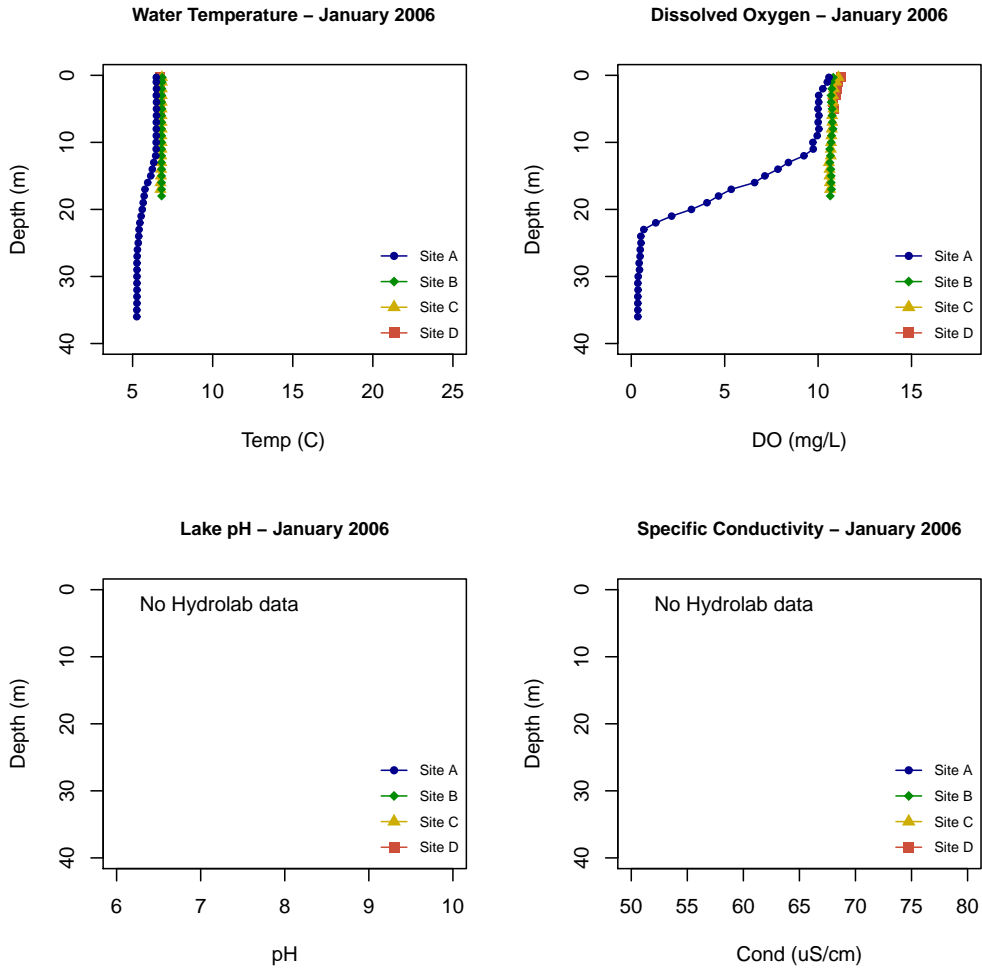 Water Temperature – January 2006
0
10
20
30
40
Depth (m)
Site A
Site B
Site C
Site D
5
10
15
20
25
Temp (C)
Dissolved Oxygen – January 2006
0
10
20
30
40
Depth (m)
Site A
Site B
Site C
Site D
0
5
10
15
DO (mg/L)
Lake pH – January 2006
No Hydrolab data
0
10
20
30
40
Depth (m)
Site A
Site B
Site C
Site D
6
7
8
9
10
pH
Specific Conductivity – January 2006
No Hydrolab data
0
10
20
30
40
Depth (m)
Site A
Site B
Site C
Site D
50
55
60
65
70
75
80
Cond (uS/cm)